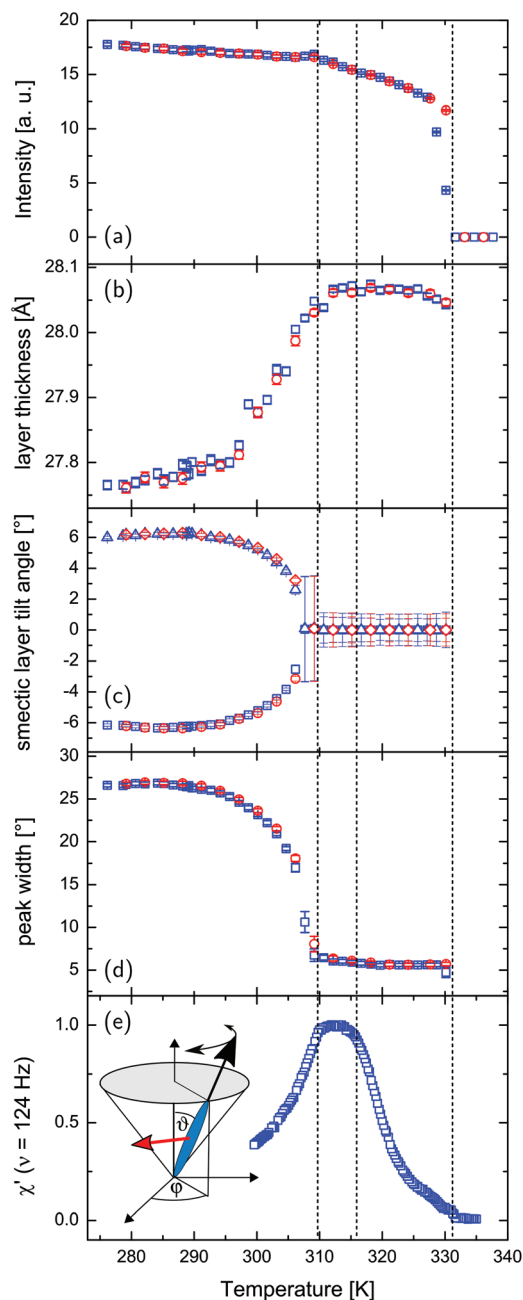 20
15
10
5
0
Intensity [a. u.]
(a)
28.1
28.0
27.9
27.8
layer thickness [Å]
(b)
6
4
2
0
-2
-4
-6
smectic layer tilt angle [°]
(c)
30
25
20
15
10
5
peak width [°]
(d)
1.0
0.5
0.0
χ' (ν = 124 Hz)
(e)
ϑ
φ
280 290 300 310 320 330 340
Temperature [K]